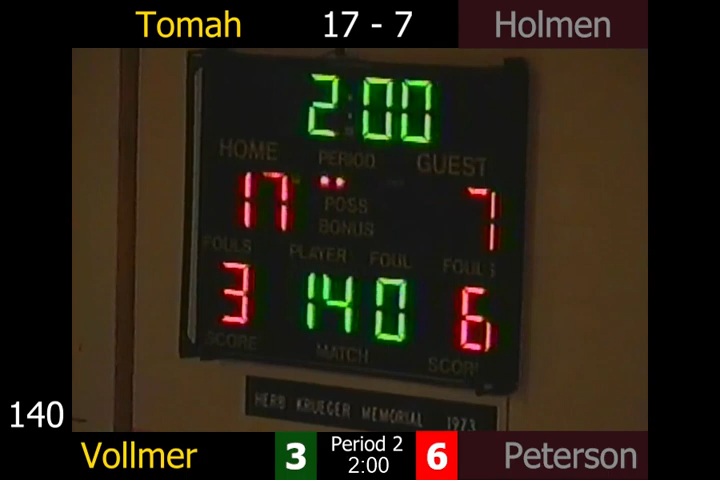 Tomah 17 - 7 Holmen
2:00
HOME PERIOD GUEST
17 7
POSS
BONUS
FOULS PLAYER FOUL FOULS
3 140 6
SCORE MATCH SCORE
HERB KRUEGER MEMORIAL 1973
140
Vollmer 3 Period 2 6 Peterson
2:00